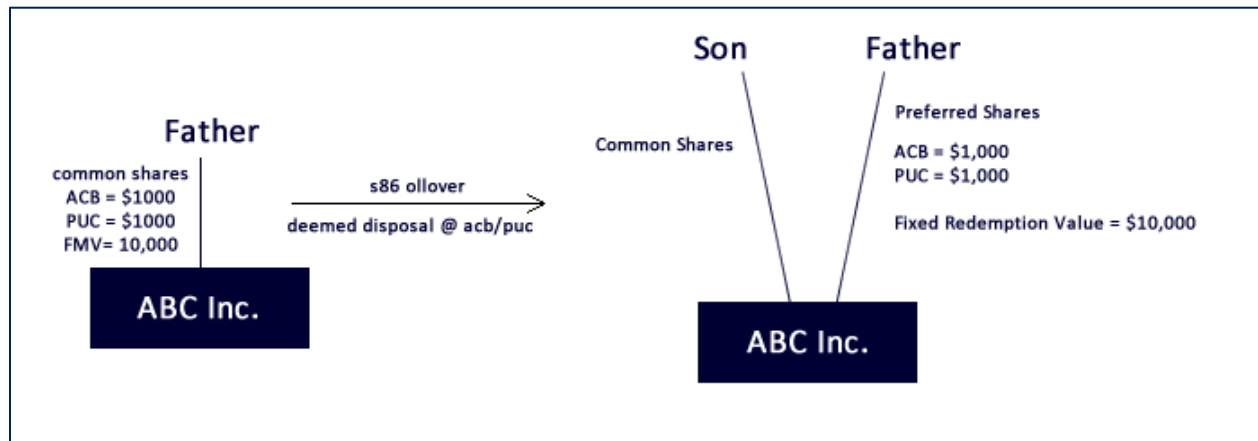 Father
common shares
ACB = $1000
PUC = $1000
FMV= 10,000
ABC Inc.
s86 ollover
deemed disposal @ acb/puc
Son
Father
Common Shares
Preferred Shares
ACB = $1,000
PUC = $1,000
Fixed Redemption Value = $10,000
ABC Inc.